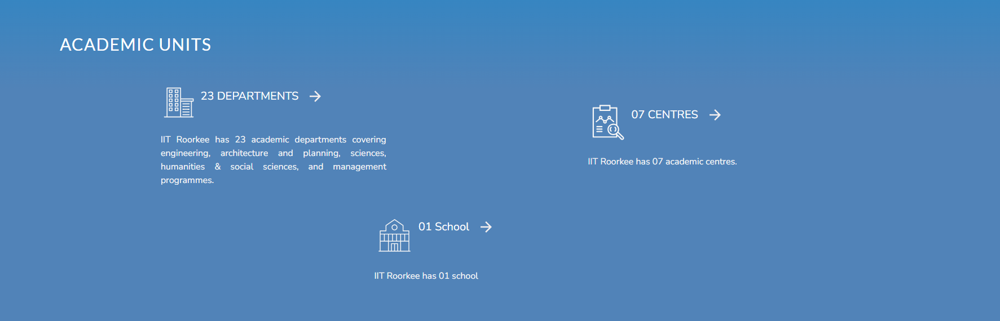 ACADEMIC UNITS
23 DEPARTMENTS
IIT Roorkee has 23 academic departments covering
engineering, architecture and planning, sciences,
humanities & social sciences, and management
programmes.
07 CENTRES
IIT Roorkee has 07 academic centres.
01 School
IIT Roorkee has 01 school